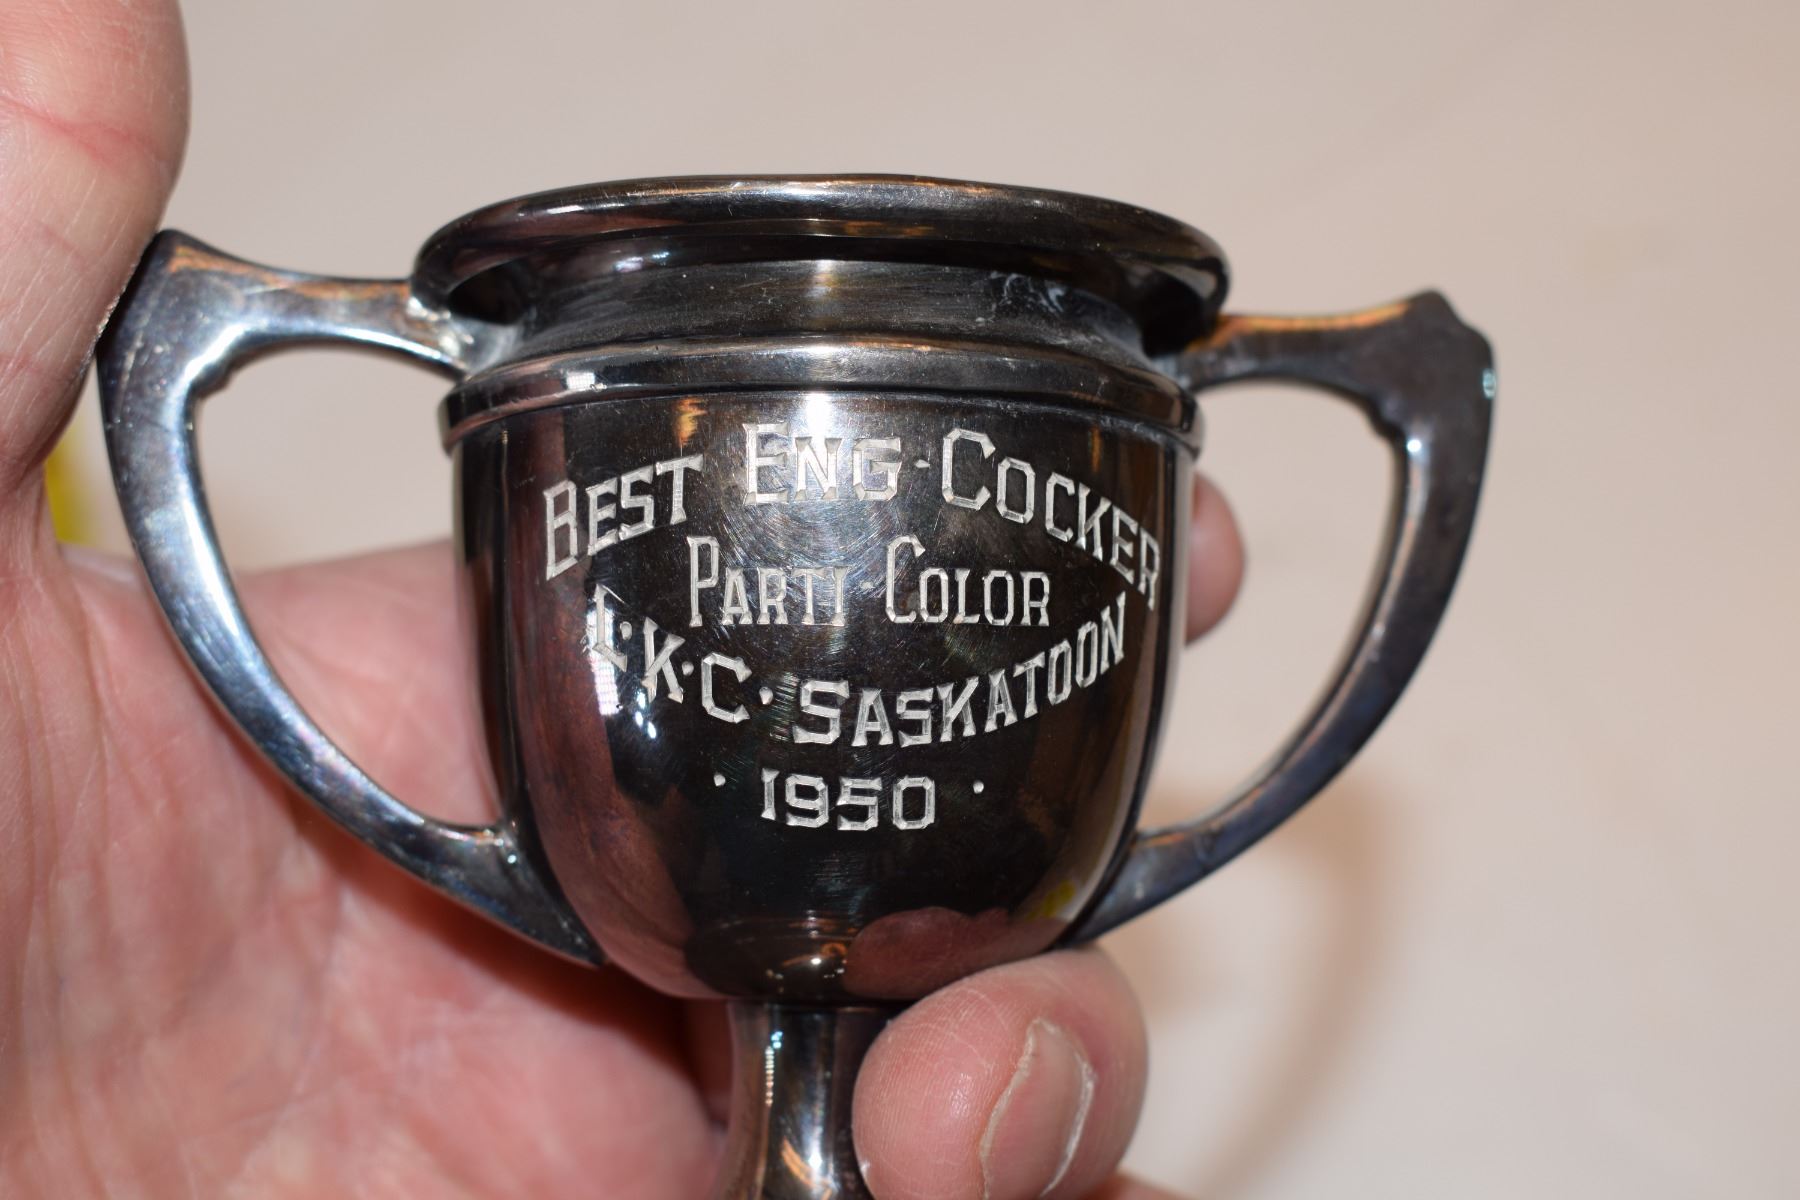 BEST ENG·COCKER
PARTI-COLOR
L·K·C·SASKATOON
·1950·